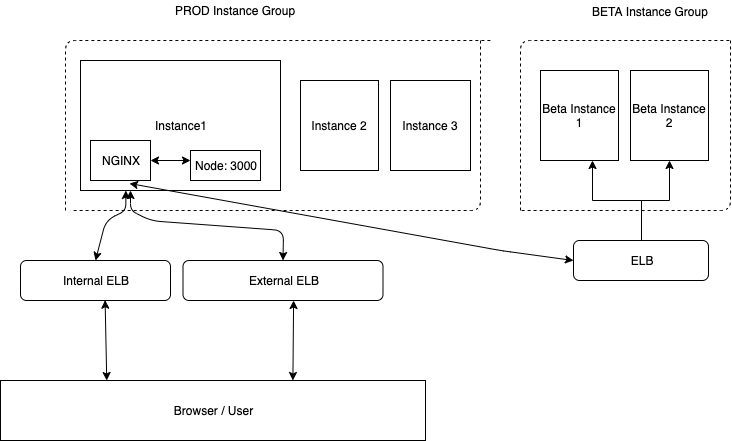 PROD Instance Group
BETA Instance Group
Instance1
NGINX
Node: 3000
Instance 2
Instance 3
Beta Instance
1
Beta Instance
2
Internal ELB
External ELB
ELB
Browser / User